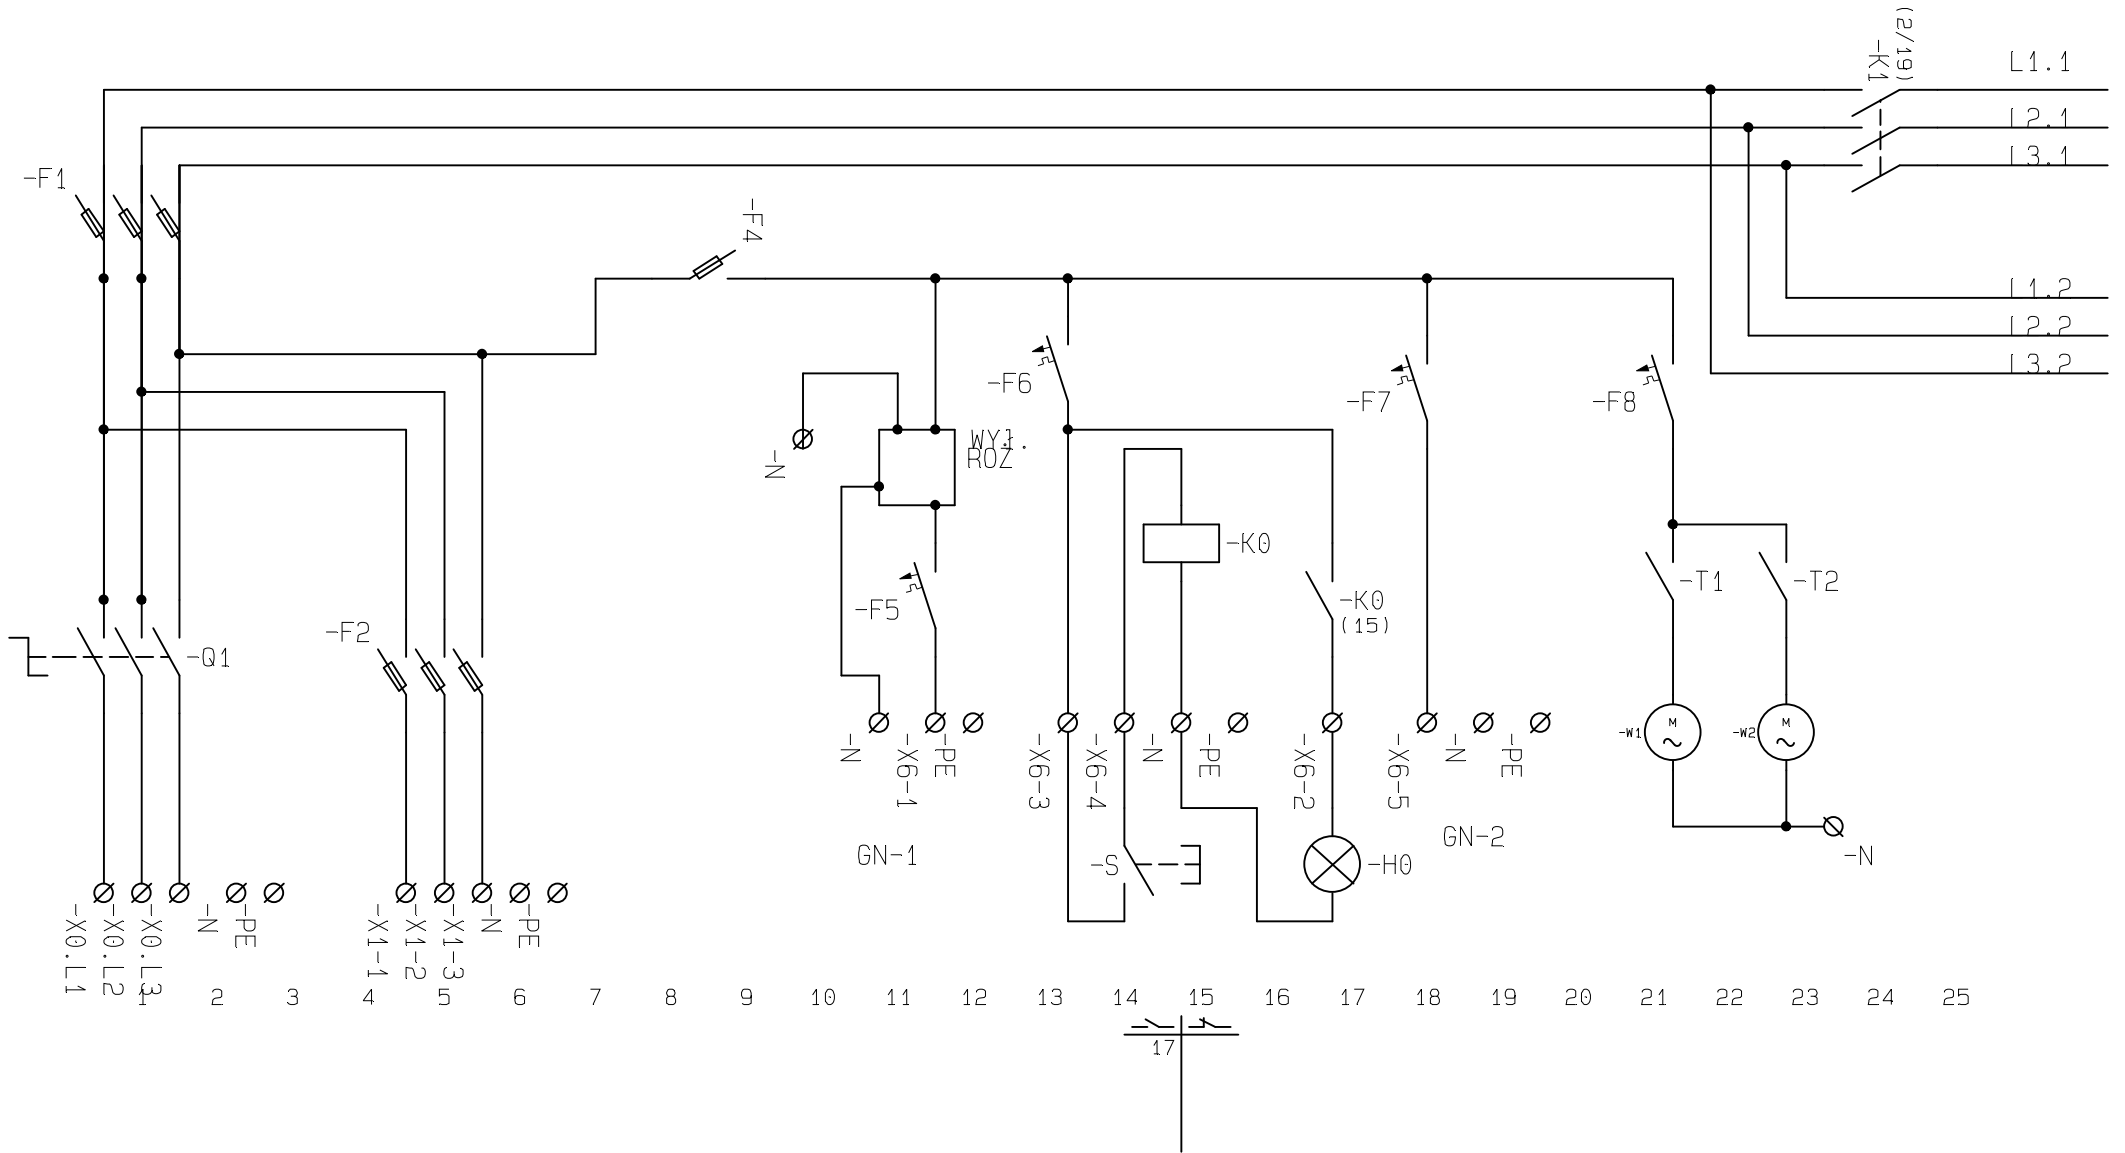 (2/19)
-K1
L1.1
L2.1
L3.1
-F1
-F4
L1.2
L2.2
L3.2
-F6
-F7
-F8
WYŁ.
ROZ
-N
-K0
-T1
-T2
-F5
-K0
(15)
-F2
-Q1
M
-W1
M
-W2
-N
-X6-1
-PE
-X6-3
-X6-4
-N
-PE
-X6-2
-X6-5
-N
-PE
GN-1
GN-2
-S
-H0
-N
-X0.L1
-X0.L2
-X0.L3
-N
-PE
-X1-1
-X1-2
-X1-3
-N
-PE
1 2 3 4 5 6 7 8 9 10 11 12 13 14 15 16 17 18 19 20 21 22 23 24 25
17